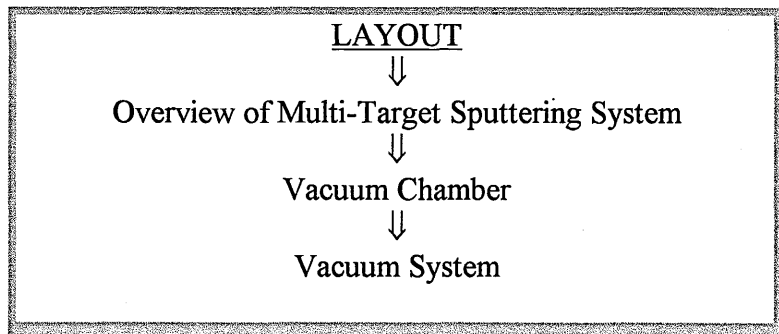 LAYOUT
⇓
Overview of Multi-Target Sputtering System
⇓
Vacuum Chamber
⇓
Vacuum System